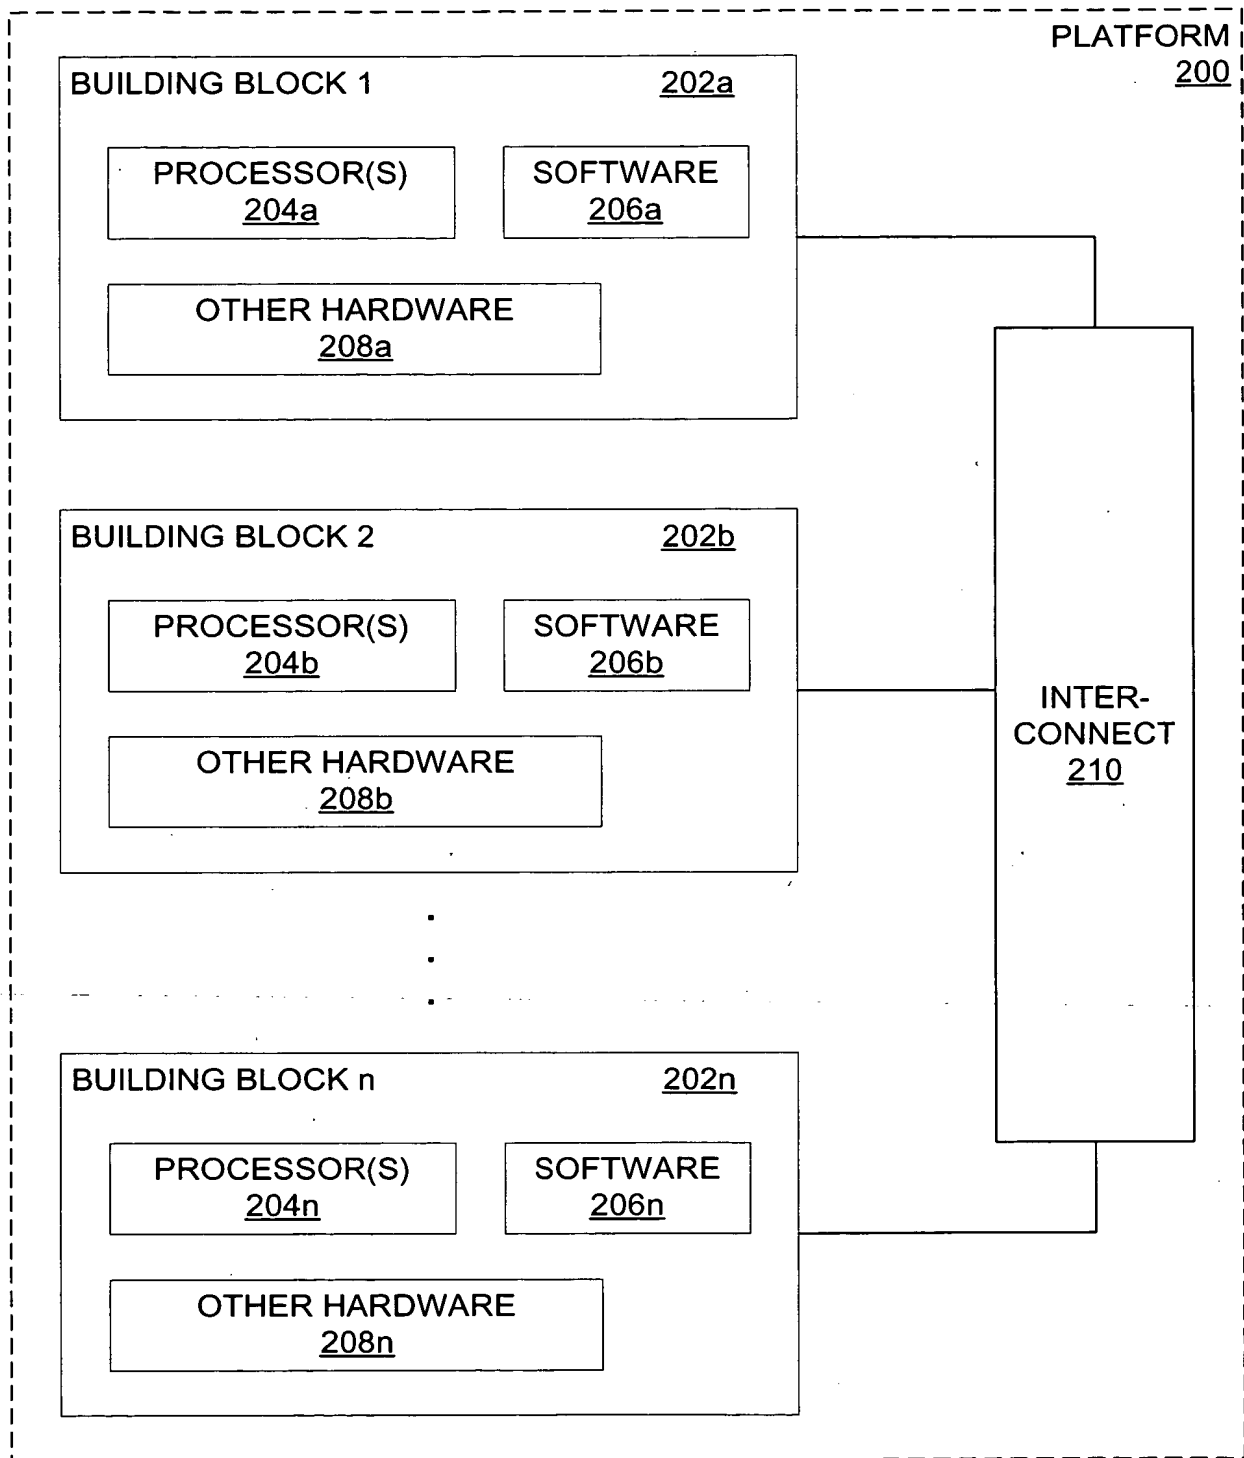 PLATFORM
200
BUILDING BLOCK 1 202a
PROCESSOR(S)
204a
SOFTWARE
206a
OTHER HARDWARE
208a
BUILDING BLOCK 2 202b
PROCESSOR(S)
204b
SOFTWARE
206b
OTHER HARDWARE
208b
INTER-
CONNECT
210
BUILDING BLOCK n 202n
PROCESSOR(S)
204n
SOFTWARE
206n
OTHER HARDWARE
208n